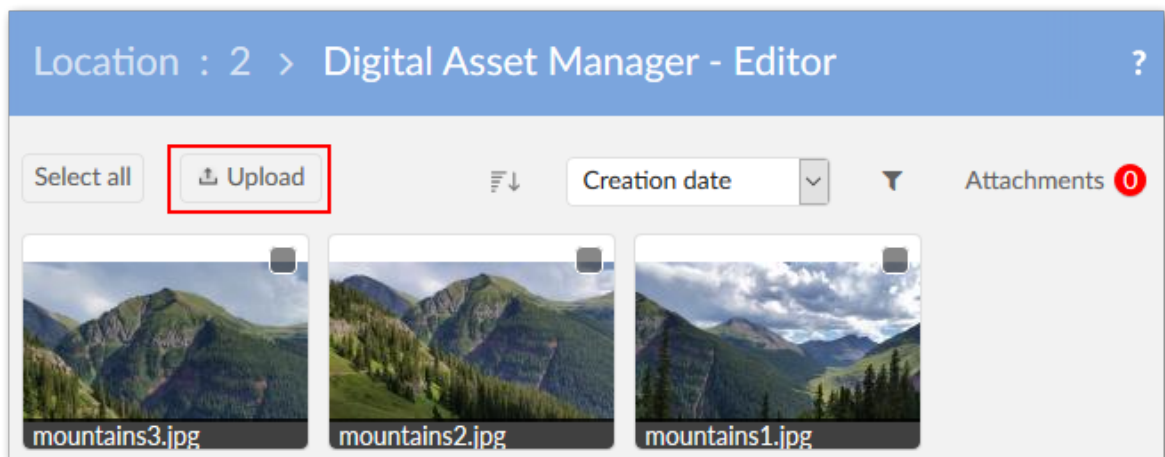 Location : 2 > Digital Asset Manager - Editor ?
Select all Upload Creation date Attachments 0
mountains3.jpg mountains2.jpg mountains1.jpg